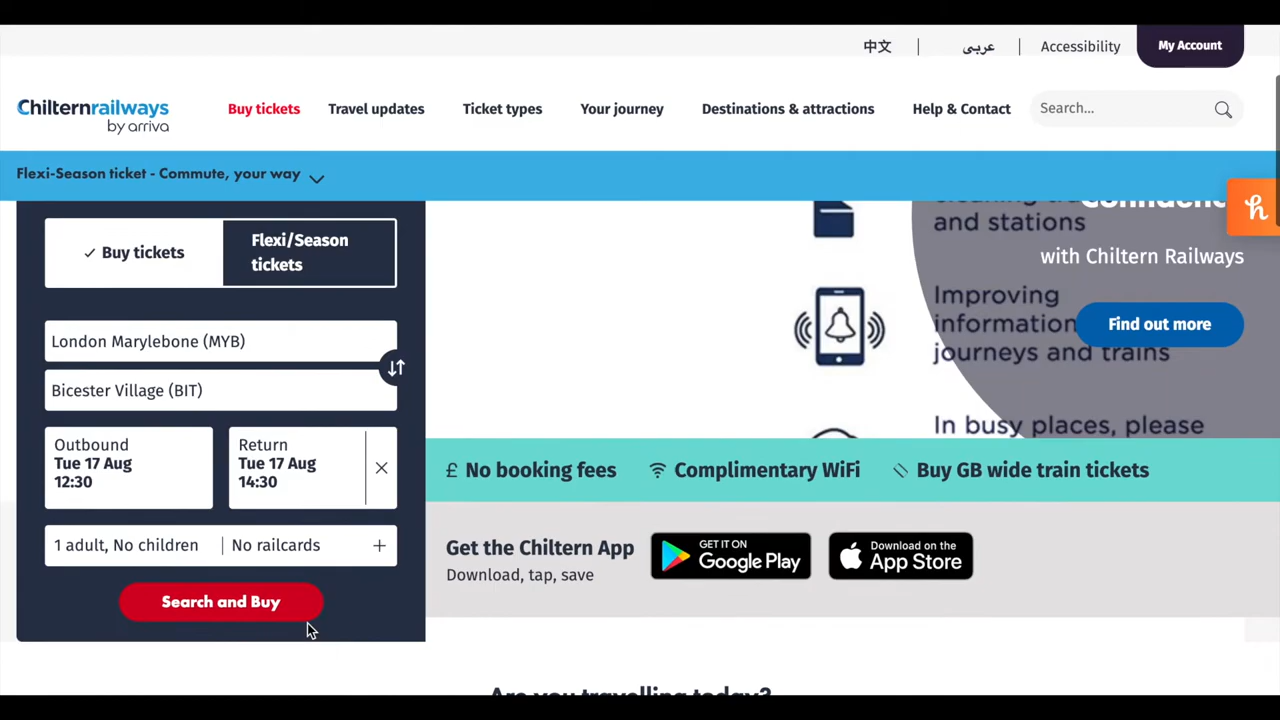 中文
عربى
Accessibility
My Account
Chilternrailways
by arriva
Buy tickets
Travel updates
Ticket types
Your journey
Destinations & attractions
Help & Contact
Search...
Flexi-Season ticket - Commute, your way
Buy tickets
Flexi/Season
tickets
London Marylebone (MYB)
Bicester Village (BIT)
Outbound
Tue 17 Aug
12:30
Return
Tue 17 Aug
14:30
1 adult, No children
No railcards
Search and Buy
and stations
Improving
information
journeys and trains
In busy places, please
with Chiltern Railways
Find out more
h
£ No booking fees
Complimentary WiFi
Buy GB wide train tickets
Get the Chiltern App
Download, tap, save
GET IT ON
Google Play
Download on the
App Store
Are you travelling today?